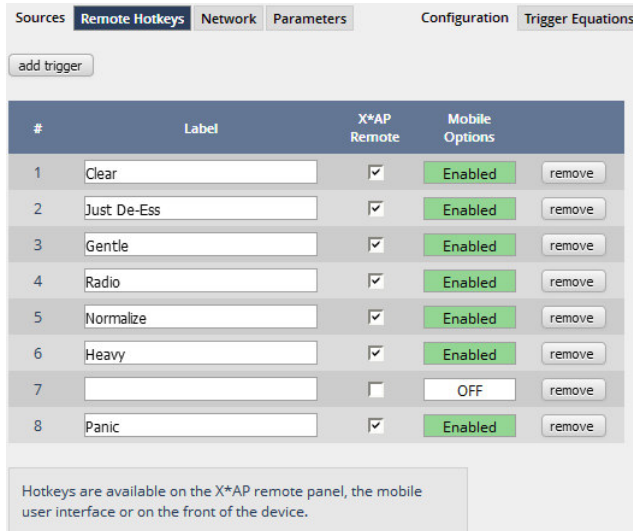 Sources Remote Hotkeys Network Parameters Configuration Trigger Equations
add trigger
# Label X*AP Remote Mobile Options
1 Clear Enabled remove
2 Just De-Ess Enabled remove
3 Gentle Enabled remove
4 Radio Enabled remove
5 Normalize Enabled remove
6 Heavy Enabled remove
7 OFF remove
8 Panic Enabled remove
Hotkeys are available on the X*AP remote panel, the mobile
user interface or on the front of the device.